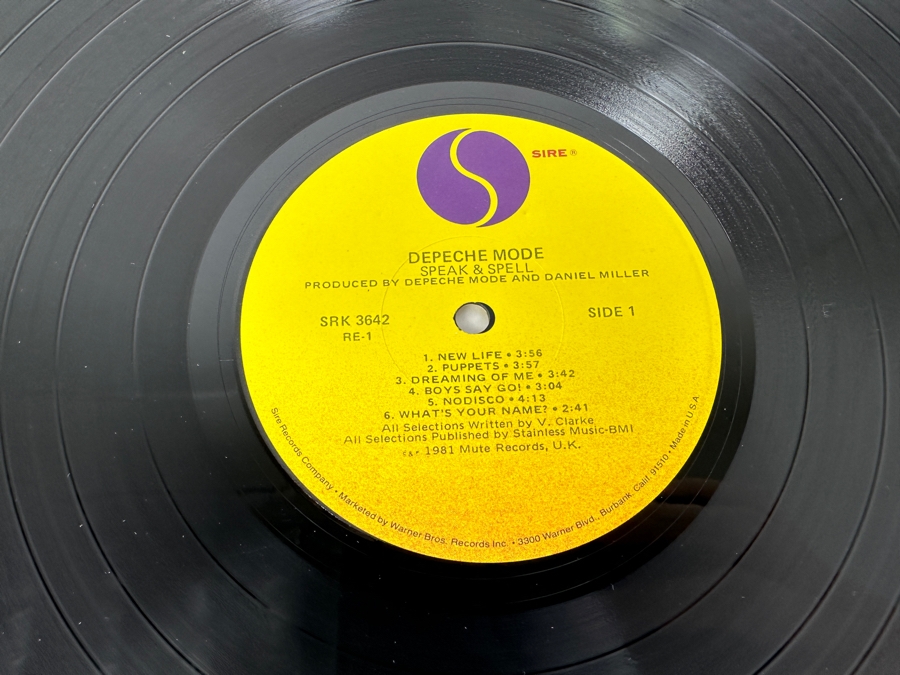 SIRE ®
DEPECHE MODE
SPEAK & SPELL
PRODUCED BY DEPECHE MODE AND DANIEL MILLER
SRK 3642
RE-1
SIDE 1
1. NEW LIFE • 3:56
2. PUPPETS • 3:57
3. DREAMING OF ME • 3:42
4. BOYS SAY GO! • 3:04
5. NODISCO • 4:13
6. WHAT'S YOUR NAME? • 2:41
All Selections Written by V. Clarke
All Selections Published by Stainless Music-BMI
©&℗ 1981 Mute Records, U.K.
Sire Records Company • Marketed by Warner Bros. Records Inc. • 3300 Warner Blvd., Burbank, Calif. 91510 • Made in U.S.A.